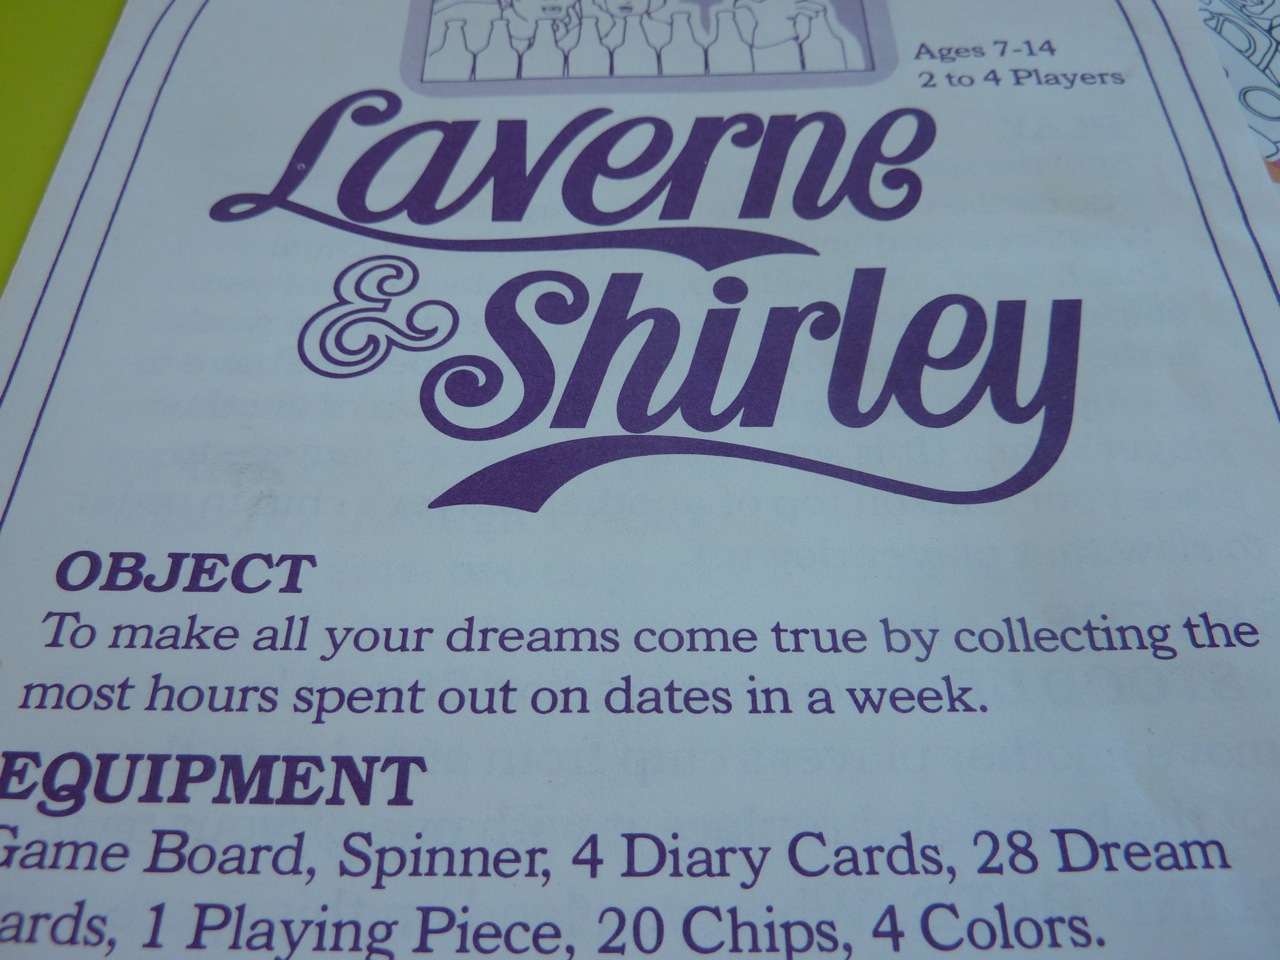 Ages 7-14
2 to 4 Players
Laverne
& Shirley
OBJECT
To make all your dreams come true by collecting the
most hours spent out on dates in a week.
EQUIPMENT
Game Board, Spinner, 4 Diary Cards, 28 Dream
ards, 1 Playing Piece, 20 Chips, 4 Colors.